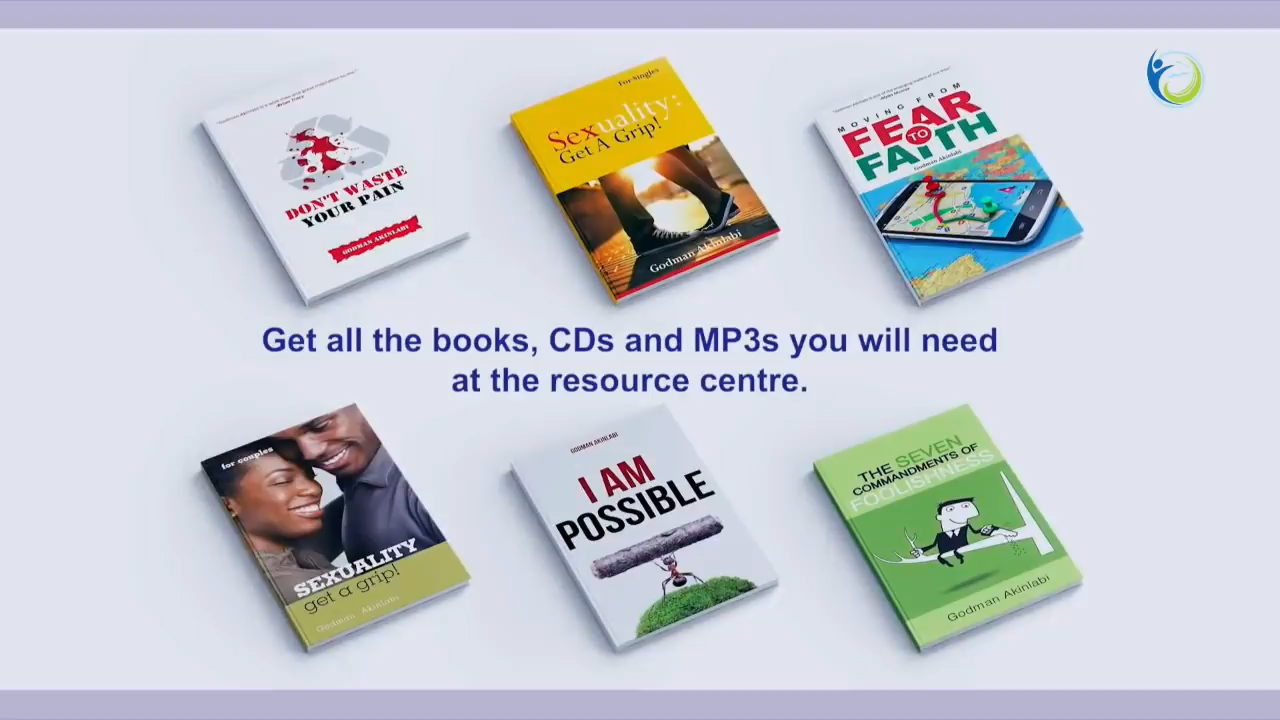 -Brian Tracy
DON'T WASTE
YOUR PAIN
GODMAN AKINLABI
For Singles
Sexuality:
Get A Grip!
Godman Akinlabi
MOVING FROM
FEAR
TO
FAITH
Godman Akinlabi
Get all the books, CDs and MP3s you will need
at the resource centre.
for couples
SEXUALITY
get a grip!
Godman Akinlabi
GODMAN AKINLABI
I AM
POSSIBLE
THE SEVEN
COMMANDMENTS OF
FOOLISHNESS
Godman Akinlabi